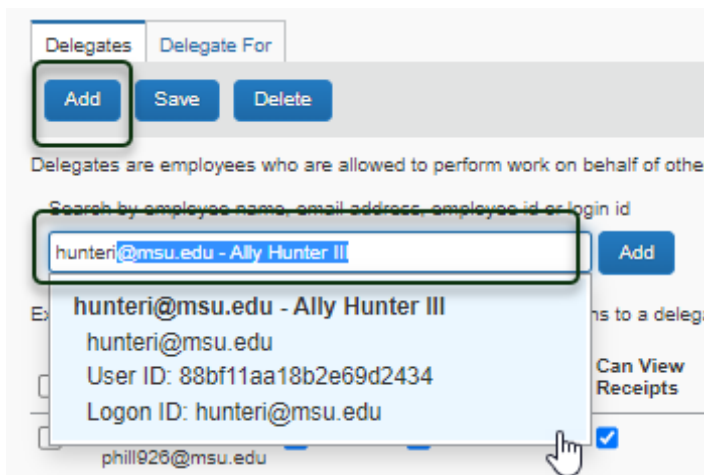 Delegates Delegate For
Add Save Delete
Delegates are employees who are allowed to perform work on behalf of othe
Search by employee name, email address, employee id or login id
hunteri@msu.edu - Ally Hunter III Add
hunteri@msu.edu - Ally Hunter III
hunteri@msu.edu
User ID: 88bf11aa18b2e69d2434
Logon ID: hunteri@msu.edu
ns to a delega
Can View
Receipts
phill926@msu.edu